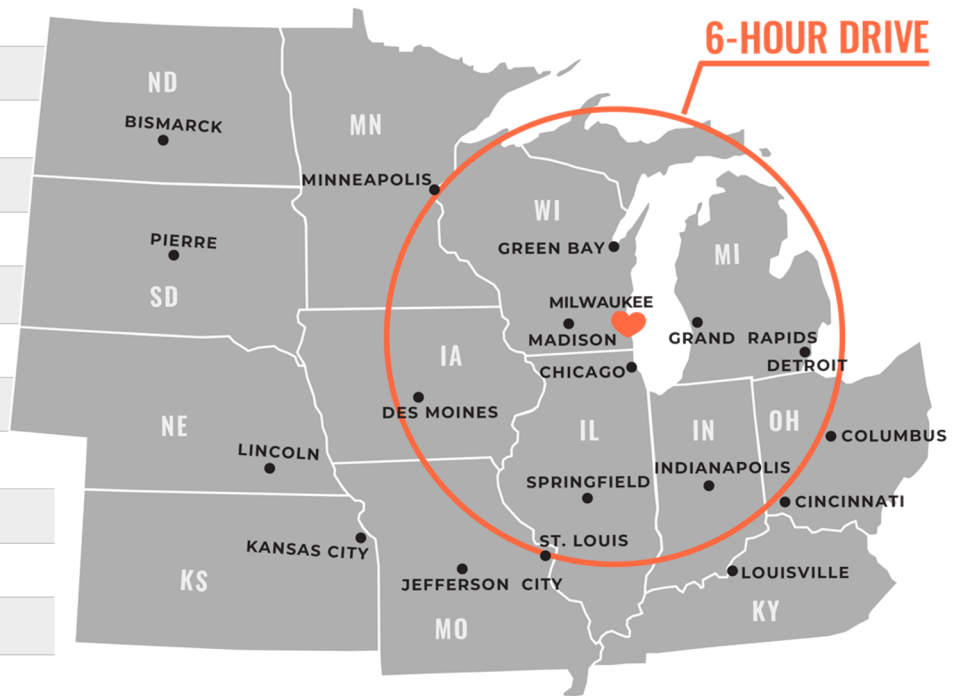 6-HOUR DRIVE
ND
BISMARCK
MN
MINNEAPOLIS
WI
PIERRE
GREEN BAY
MI
SD
MILWAUKEE
MADISON
GRAND RAPIDS
IA
CHICAGO
DETROIT
DES MOINES
NE
IL
IN
OH
COLUMBUS
LINCOLN
INDIANAPOLIS
SPRINGFIELD
CINCINNATI
KANSAS CITY
ST. LOUIS
KS
JEFFERSON CITY
LOUISVILLE
MO
KY